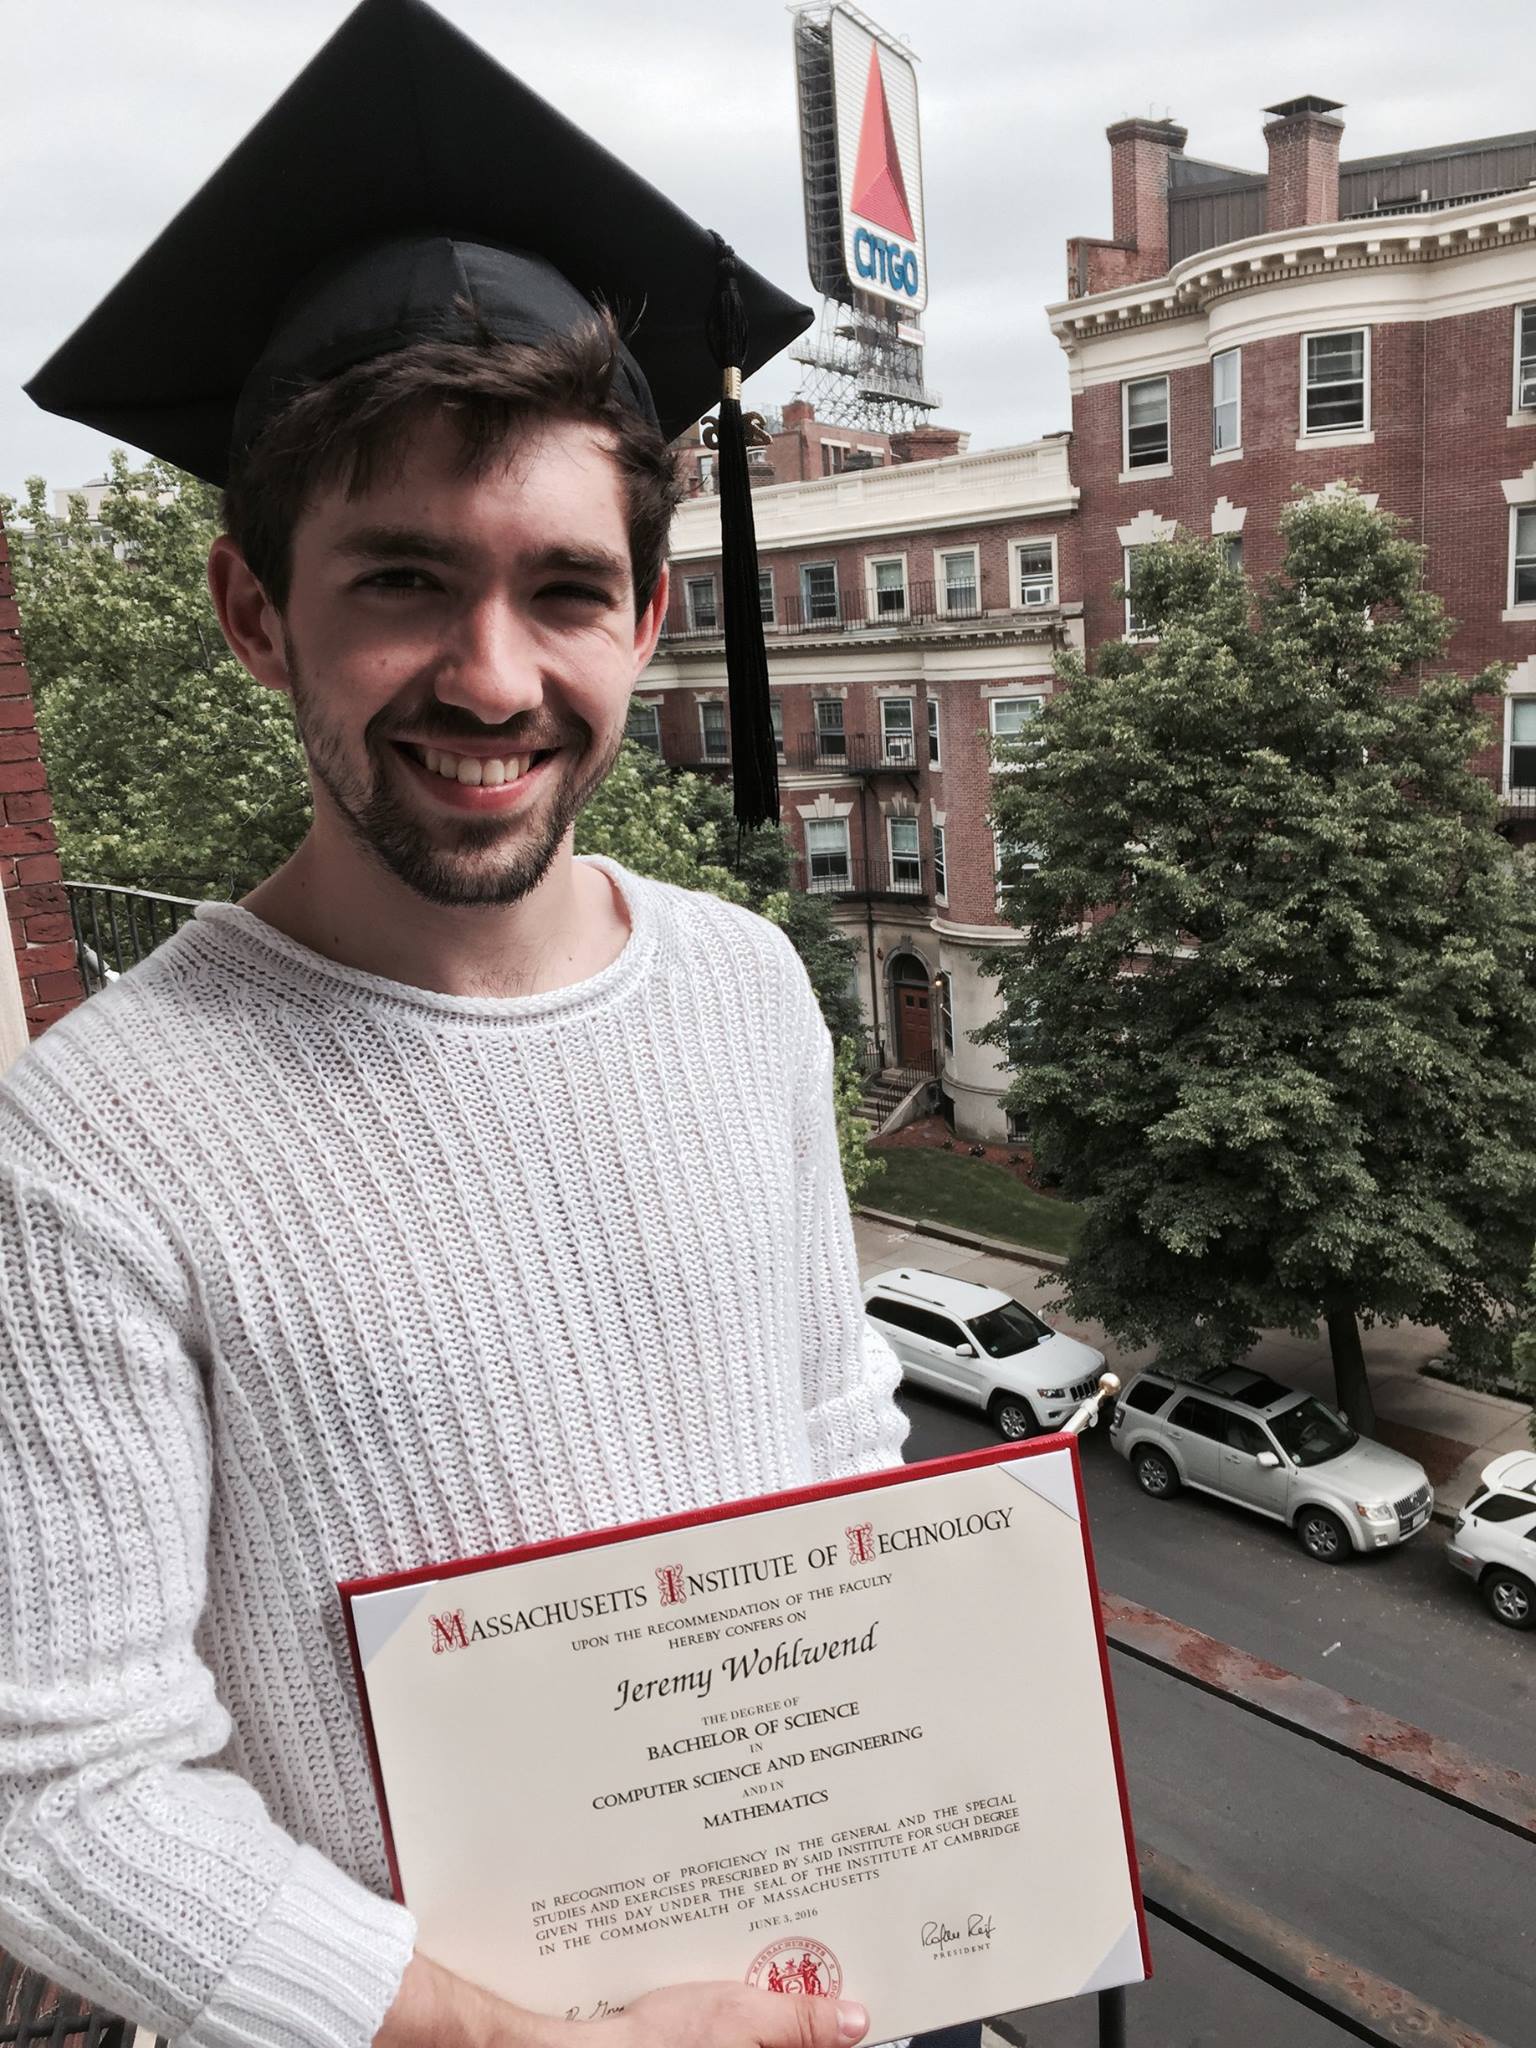 CITGO
MASSACHUSETTS INSTITUTE OF TECHNOLOGY
UPON THE RECOMMENDATION OF THE FACULTY
HEREBY CONFERS ON
Jeremy Wohlwend
THE DEGREE OF
BACHELOR OF SCIENCE
IN
COMPUTER SCIENCE AND ENGINEERING
AND IN
MATHEMATICS
IN RECOGNITION OF PROFICIENCY IN THE GENERAL AND THE SPECIAL
STUDIES AND EXERCISES PRESCRIBED BY SAID INSTITUTE FOR SUCH DEGREE
GIVEN THIS DAY UNDER THE SEAL OF THE INSTITUTE AT CAMBRIDGE
IN THE COMMONWEALTH OF MASSACHUSETTS
JUNE 3, 2016
PRESIDENT
MASSACHUSETTS